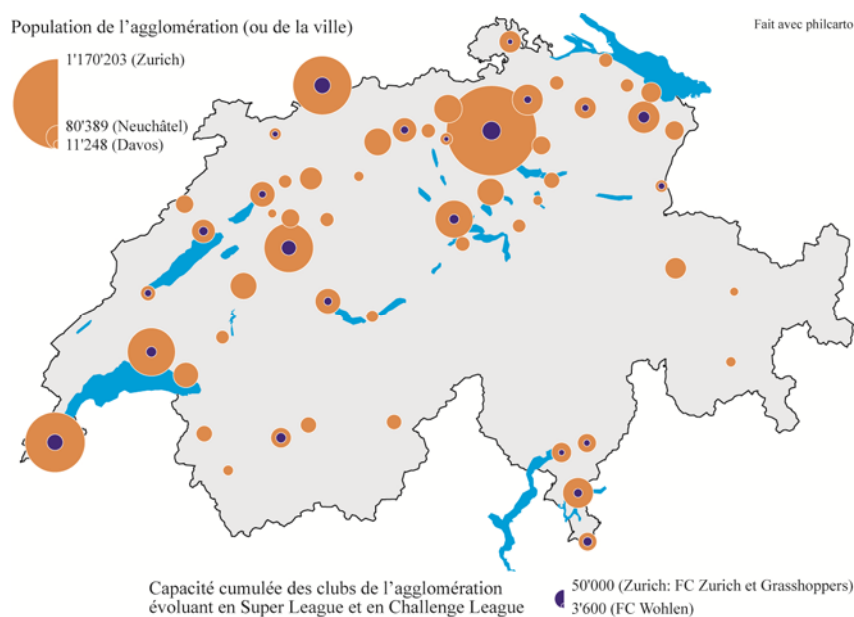 Population de l'agglomération (ou de la ville)
Fait avec philcarto
1'170'203 (Zurich)
80'389 (Neuchâtel)
11'248 (Davos)
Capacité cumulée des clubs de l'agglomération
évoluant en Super League et en Challenge League
50'000 (Zurich: FC Zurich et Grasshoppers)
3'600 (FC Wohlen)